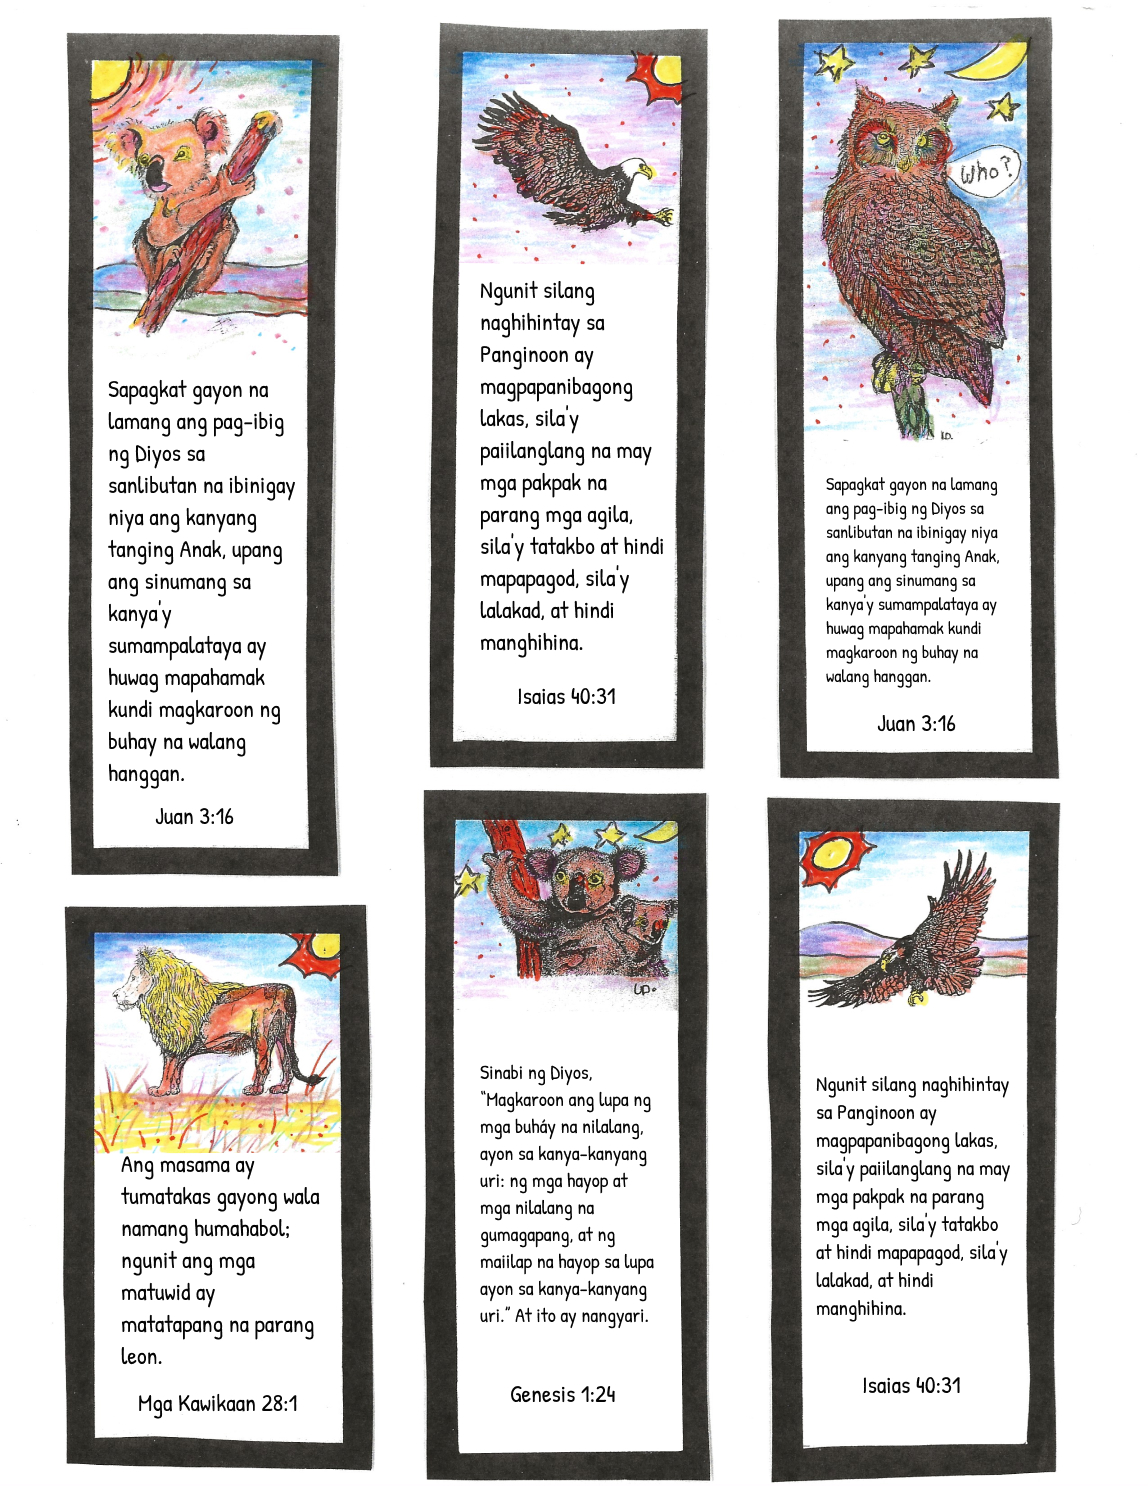 Sapagkat gayon na
lamang ang pag-ibig
ng Diyos sa
sanlibutan na ibinigay
niya ang kanyang
tanging Anak, upang
ang sinumang sa
kanya'y
sumampalataya ay
huwag mapahamak
kundi magkaroon ng
buhay na walang
hanggan.
Juan 3:16
Ngunit silang
naghihintay sa
Panginoon ay
magpapanibagong
lakas, sila'y
paiilanglang na may
mga pakpak na
parang mga agila,
sila'y tatakbo at hindi
mapapagod, sila'y
lalakad, at hindi
manghihina.
Isaias 40:31
Who?
Sapagkat gayon na lamang
ang pag-ibig ng Diyos sa
sanlibutan na ibinigay niya
ang kanyang tanging Anak,
upang ang sinumang sa
kanya'y sumampalataya ay
huwag mapahamak kundi
magkaroon ng buhay na
walang hanggan.
Juan 3:16
Ang masama ay
tumatakas gayong wala
namang humahabol;
ngunit ang mga
matuwid ay
matatapang na parang
leon.
Mga Kawikaan 28:1
Sinabi ng Diyos,
“Magkaroon ang lupa ng
mga buháy na nilalang,
ayon sa kanya-kanyang
uri: ng mga hayop at
mga nilalang na
gumagapang, at ng
maiilap na hayop sa lupa
ayon sa kanya-kanyang
uri.” At ito ay nangyari.
Genesis 1:24
Ngunit silang naghihintay
sa Panginoon ay
magpapanibagong lakas,
sila'y paiilanglang na may
mga pakpak na parang
mga agila, sila'y tatakbo
at hindi mapapagod, sila'y
lalakad, at hindi
manghihina.
Isaias 40:31